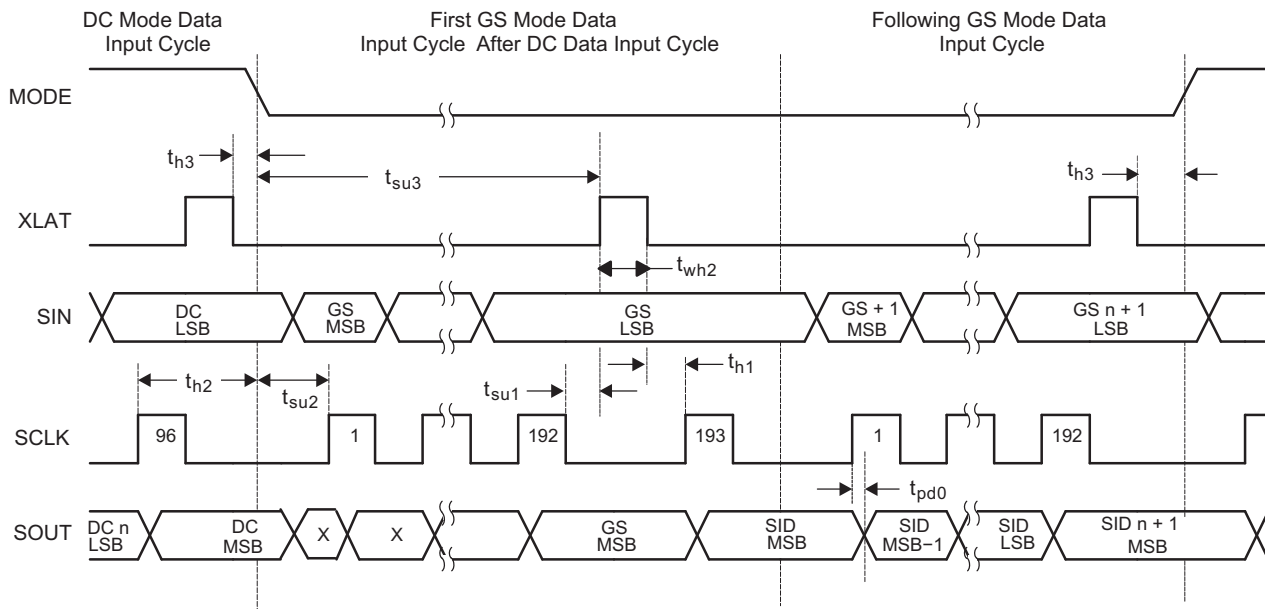 DC Mode Data
Input Cycle
First GS Mode Data
Input Cycle After DC Data Input Cycle
Following GS Mode Data
Input Cycle
MODE
th3
tsu3
th3
XLAT
twh2
SIN
DC
LSB
GS
MSB
GS
LSB
GS + 1
MSB
GS n + 1
LSB
th2
tsu2
tsu1
th1
SCLK
96
1
192
193
1
192
tpd0
SOUT
DC n
LSB
DC
MSB
X
X
GS
MSB
SID
MSB
SID
MSB−1
SID
LSB
SID n + 1
MSB